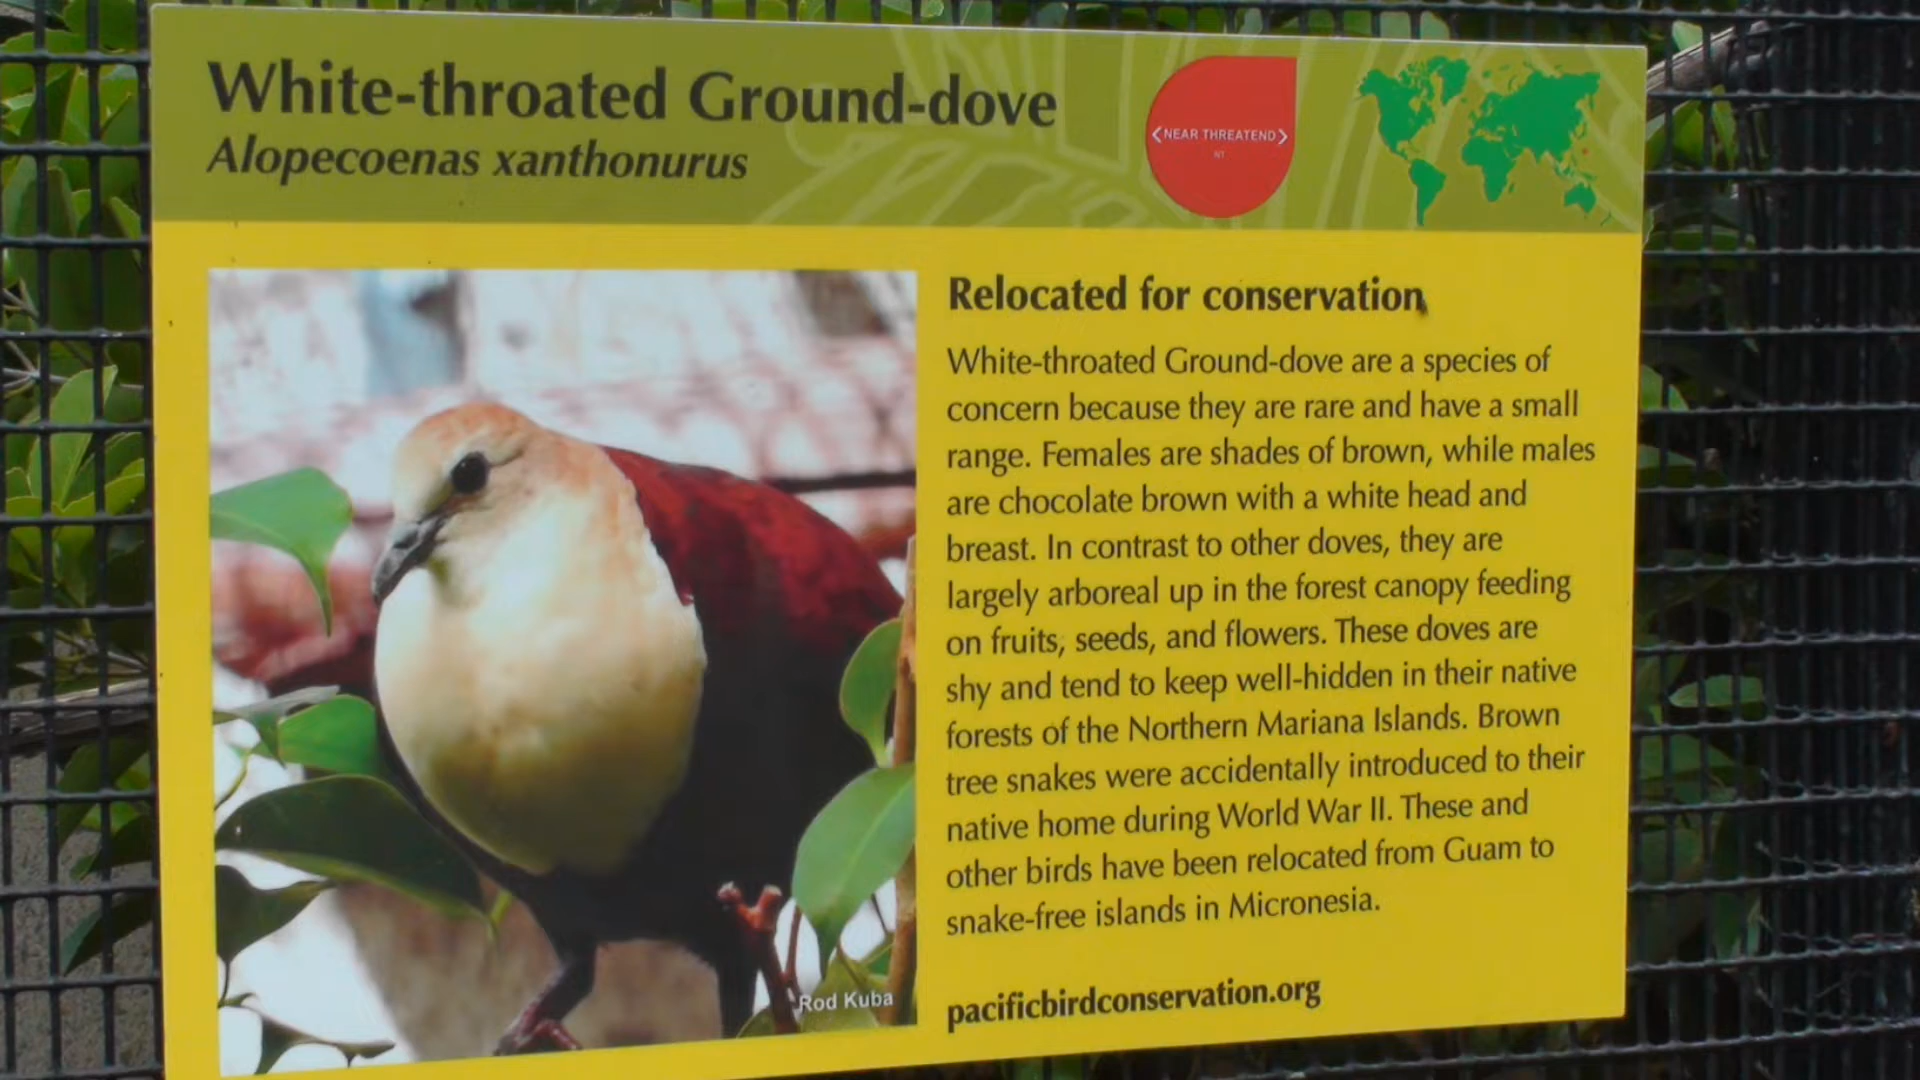 White-throated Ground-dove
Alopecoenas xanthonurus
<NEAR THREATEND>
NT
Relocated for conservation
White-throated Ground-dove are a species of
concern because they are rare and have a small
range. Females are shades of brown, while males
are chocolate brown with a white head and
breast. In contrast to other doves, they are
largely arboreal up in the forest canopy feeding
on fruits, seeds, and flowers. These doves are
shy and tend to keep well-hidden in their native
forests of the Northern Mariana Islands. Brown
tree snakes were accidentally introduced to their
native home during World War II. These and
other birds have been relocated from Guam to
snake-free islands in Micronesia.
pacificbirdconservation.org
Rod Kuba